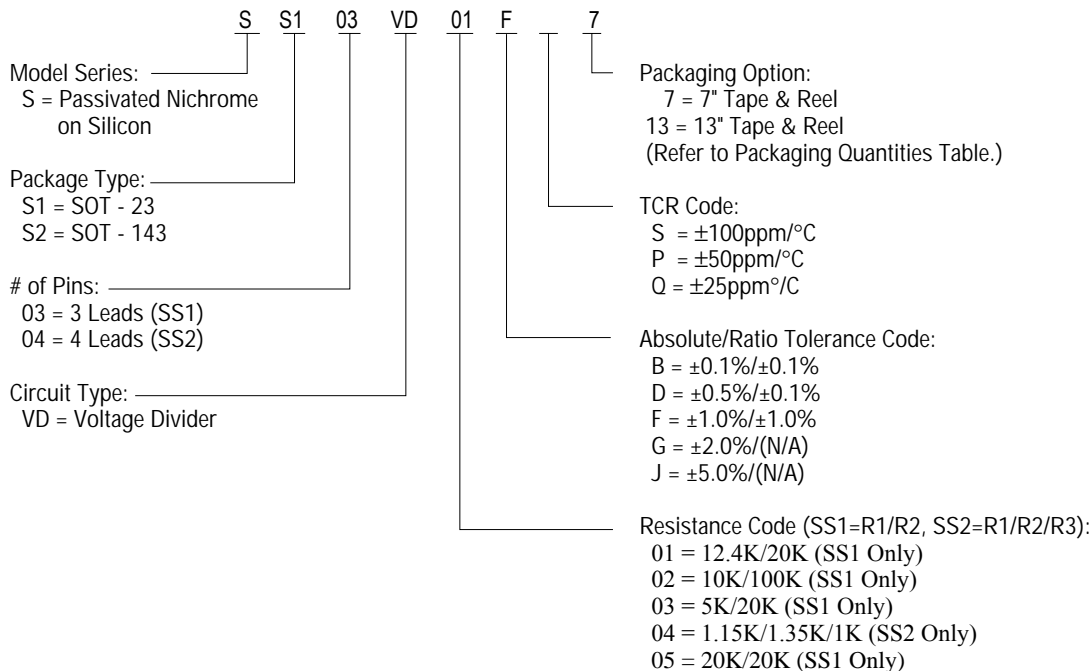 S S1 03 VD 01 F 7
Model Series:
S = Passivated Nichrome
on Silicon
Package Type:
S1 = SOT - 23
S2 = SOT - 143
# of Pins:
03 = 3 Leads (SS1)
04 = 4 Leads (SS2)
Circuit Type:
VD = Voltage Divider
Packaging Option:
7 = 7" Tape & Reel
13 = 13" Tape & Reel
(Refer to Packaging Quantities Table.)
TCR Code:
S = ±100ppm/°C
P = ±50ppm/°C
Q = ±25ppm°/C
Absolute/Ratio Tolerance Code:
B = ±0.1%/±0.1%
D = ±0.5%/±0.1%
F = ±1.0%/±1.0%
G = ±2.0%/(N/A)
J = ±5.0%/(N/A)
Resistance Code (SS1=R1/R2, SS2=R1/R2/R3):
01 = 12.4K/20K (SS1 Only)
02 = 10K/100K (SS1 Only)
03 = 5K/20K (SS1 Only)
04 = 1.15K/1.35K/1K (SS2 Only)
05 = 20K/20K (SS1 Only)